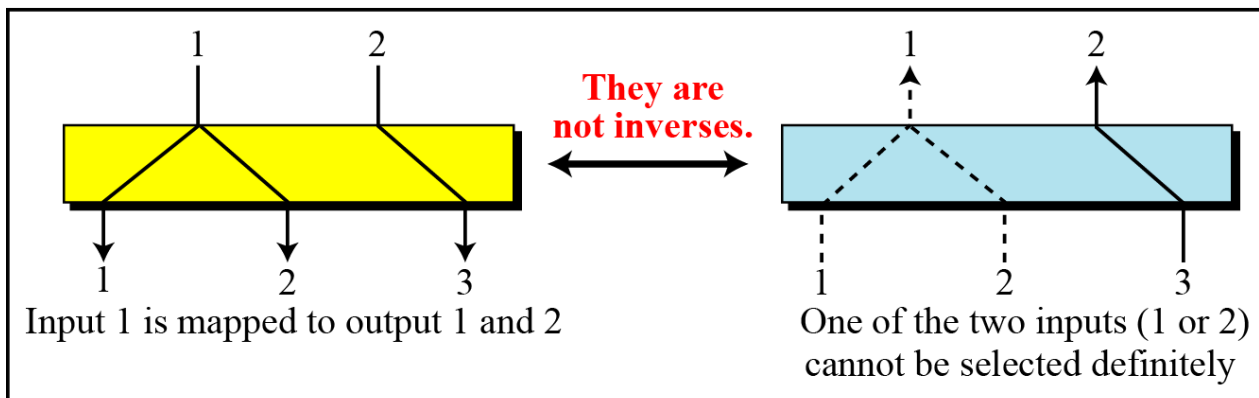 1 2
They are
not inverses.
1 2
1 2 3
Input 1 is mapped to output 1 and 2
1 2 3
One of the two inputs (1 or 2)
cannot be selected definitely